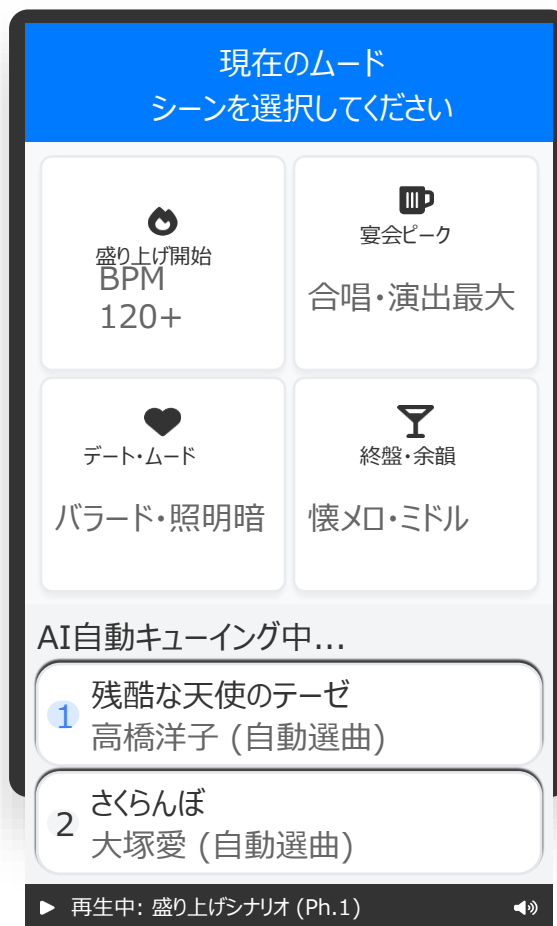 現在のムード
シーンを選択してください
盛り上げ開始
BPM
120+
宴会ピーク
合唱・演出最大
デート・ムード
バラード・照明暗
終盤・余韻
懐メロ・ミドル
AI自動キューイング中...
1
残酷な天使のテーゼ
高橋洋子 (自動選曲)
2
さくらんぼ
大塚愛 (自動選曲)
再生中: 盛り上げシナリオ (Ph.1)